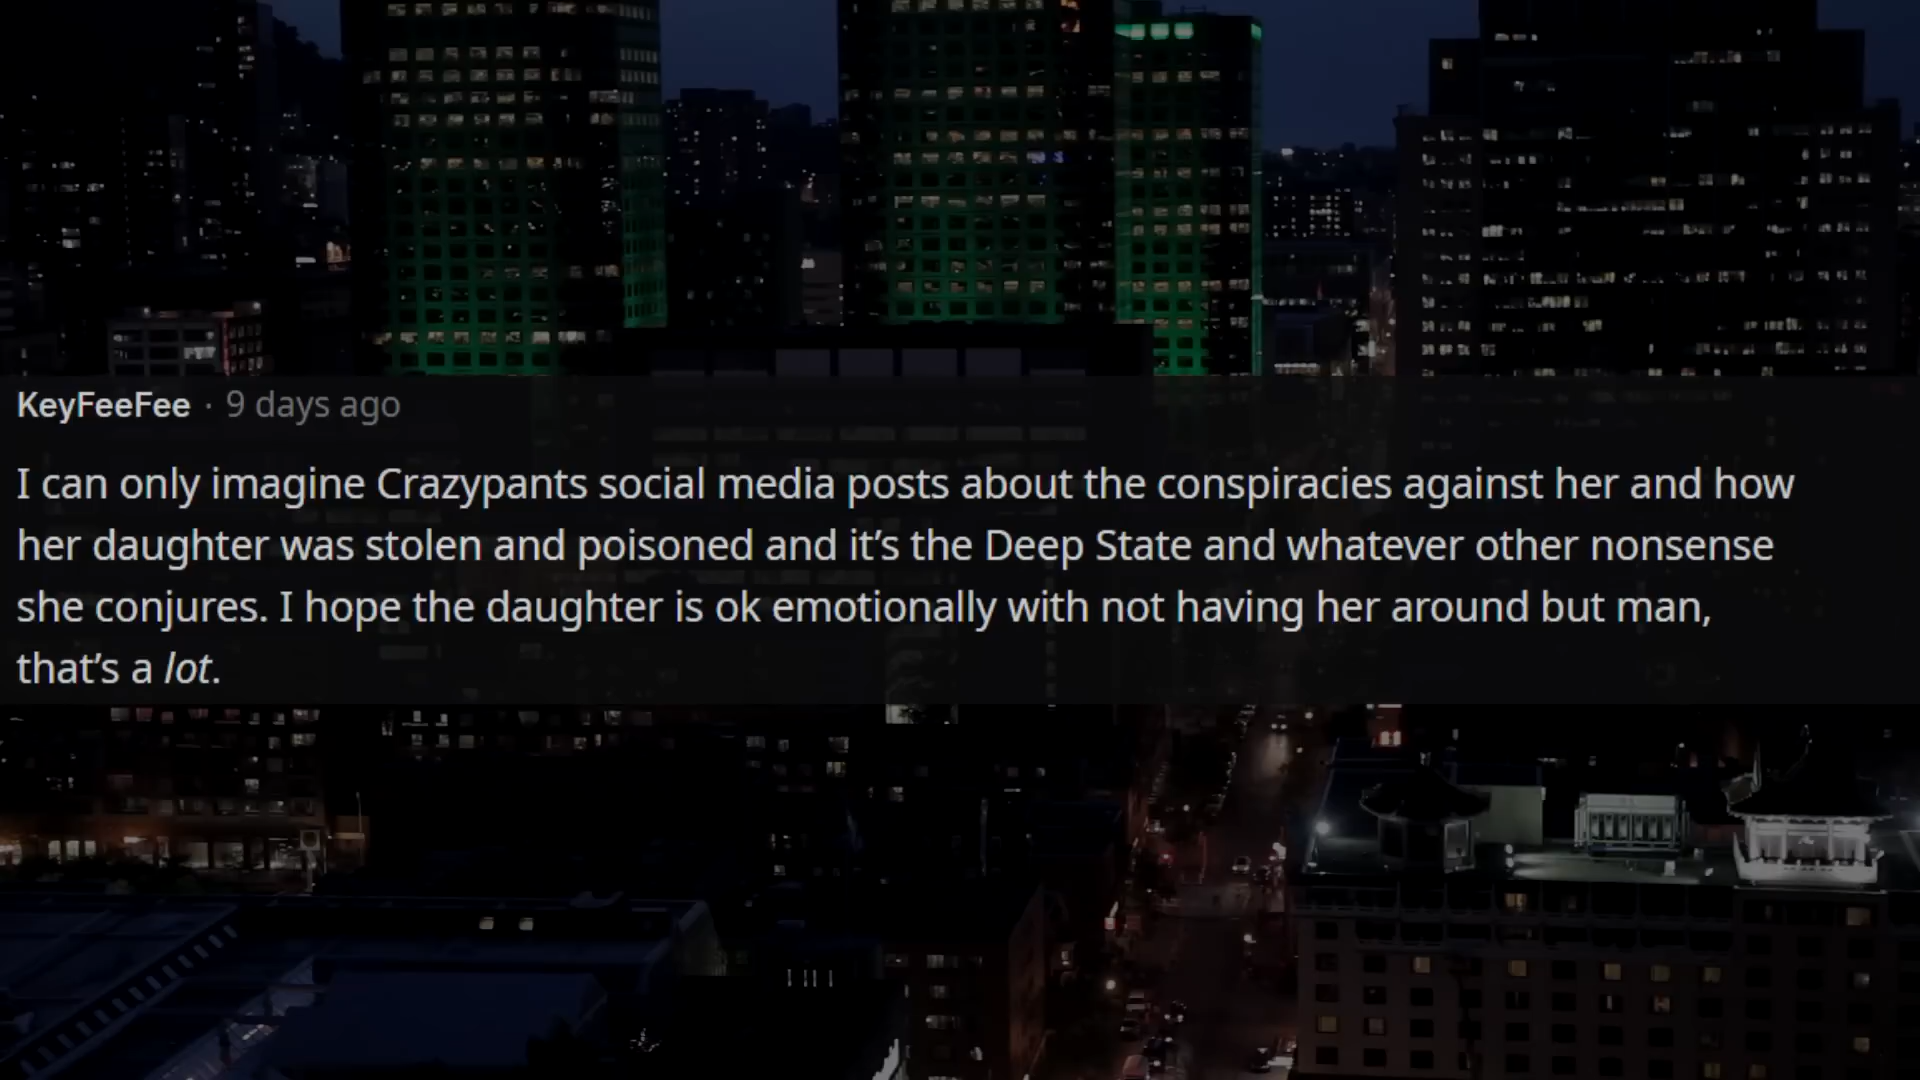 KeyFeeFee · 9 days ago
I can only imagine Crazypants social media posts about the conspiracies against her and how
her daughter was stolen and poisoned and it’s the Deep State and whatever other nonsense
she conjures. I hope the daughter is ok emotionally with not having her around but man,
that’s a lot.